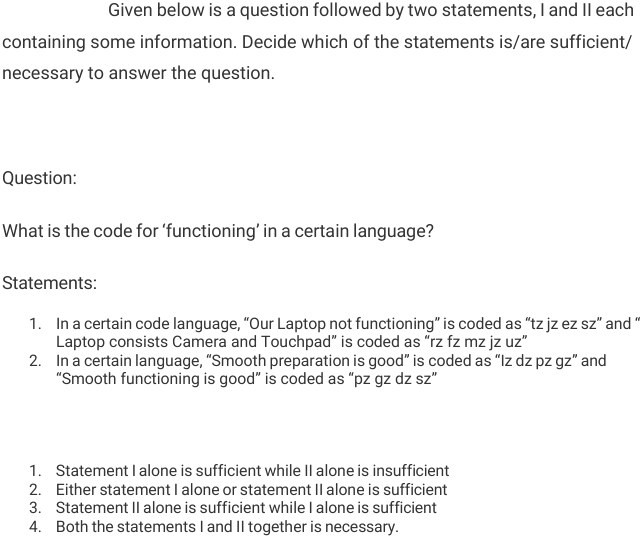 Given below is a question followed by two statements, I and II each
containing some information. Decide which of the statements is/are sufficient/
necessary to answer the question.
Question:
What is the code for ‘functioning’ in a certain language?
Statements:
1. In a certain code language, “Our Laptop not functioning” is coded as “tz jz ez sz” and “
Laptop consists Camera and Touchpad” is coded as “rz fz mz jz uz”
2. In a certain language, “Smooth preparation is good” is coded as “lz dz pz gz” and
“Smooth functioning is good” is coded as “pz gz dz sz”
1. Statement I alone is sufficient while II alone is insufficient
2. Either statement I alone or statement II alone is sufficient
3. Statement II alone is sufficient while I alone is sufficient
4. Both the statements I and II together is necessary.